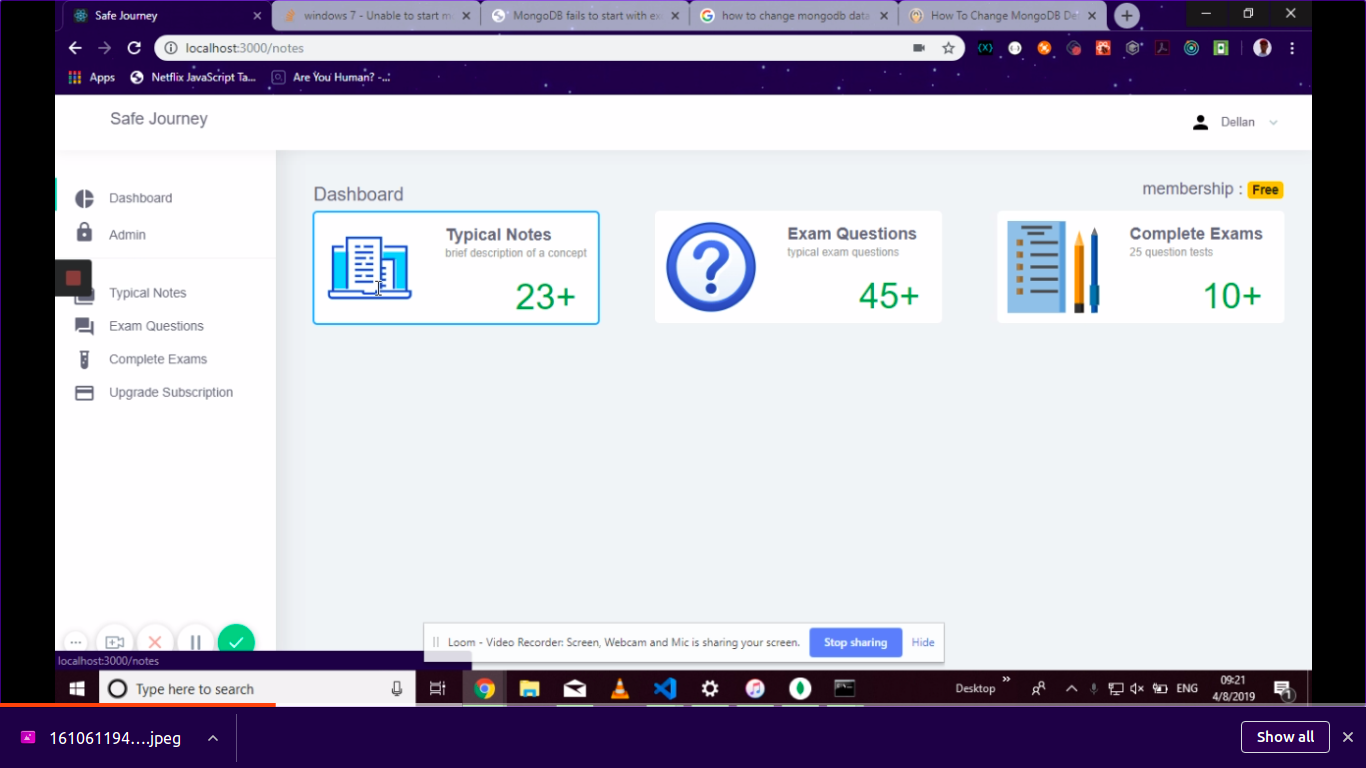 Safe Journey
windows 7 - Unable to start m
MongoDB fails to start with ex
how to change mongodb data
How To Change MongoDB De
localhost:3000/notes
Apps
Netflix JavaScript Ta...
Are You Human? -...
Safe Journey
Dellan
Dashboard
Admin
Typical Notes
Exam Questions
Complete Exams
Upgrade Subscription
Dashboard
membership : Free
Typical Notes
brief description of a concept
23+
Exam Questions
typical exam questions
45+
Complete Exams
25 question tests
10+
Loom - Video Recorder: Screen, Webcam and Mic is sharing your screen.
Stop sharing
Hide
localhost:3000/notes
Type here to search
Desktop
ENG
09:21
4/8/2019
1
161061194....jpeg
Show all